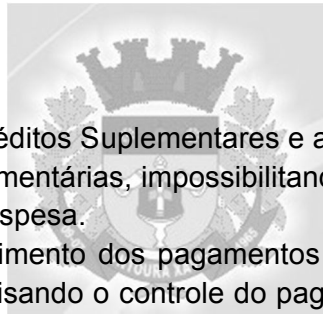 éditos Suplementares e a
mentárias, impossibilitand
spesa.
imento dos pagamentos
isando o controle do pag